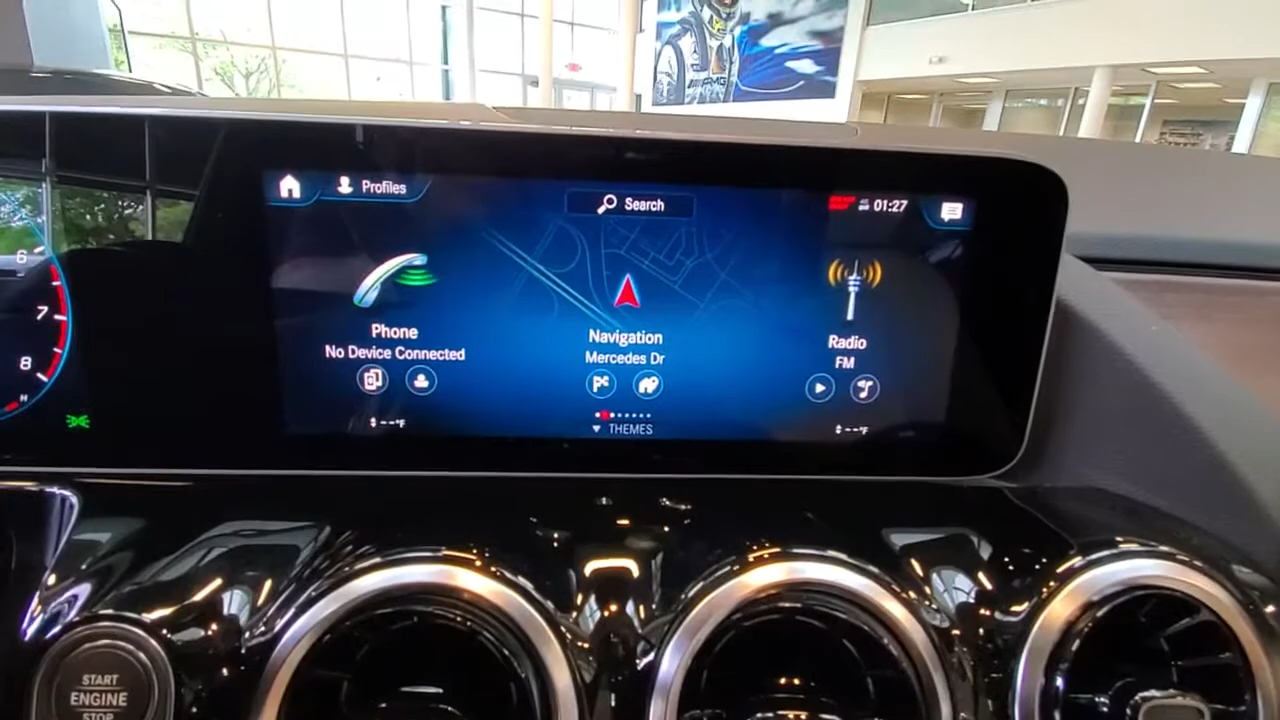 AMG
Profiles
Search
01:27
6
7
8
H
Phone
No Device Connected
Navigation
Mercedes Dr
Radio
FM
--°F
THEMES
--°F
START
ENGINE
STOP